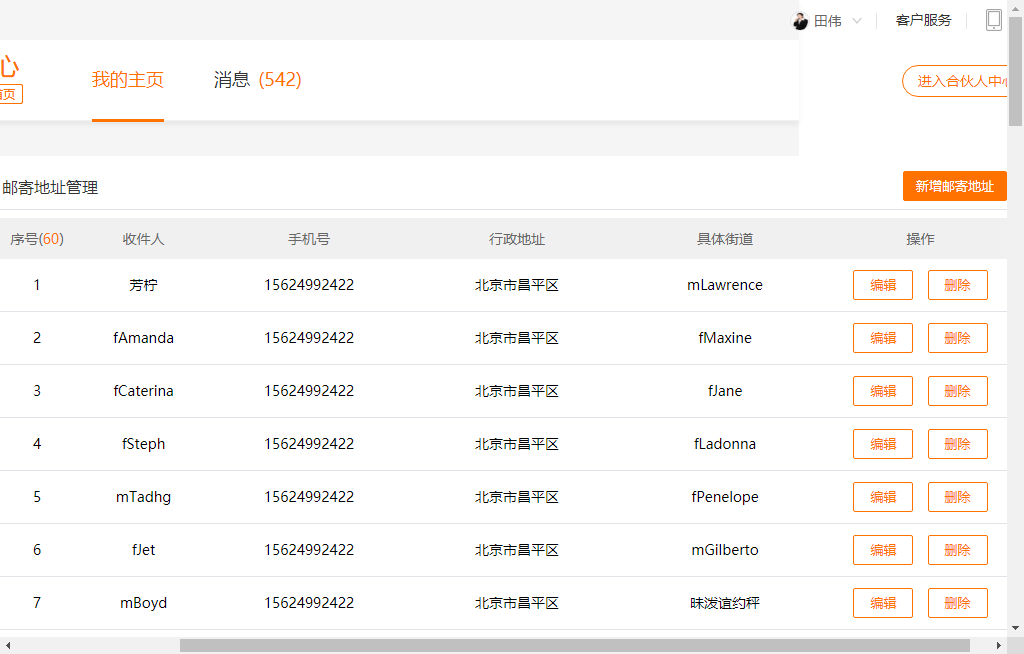 田伟 客户服务
心
首页
我的主页 消息 (542)
进入合伙人中心
邮寄地址管理 新增邮寄地址
序号(60) 收件人 手机号 行政地址 具体街道 操作
1 芳柠 15624992422 北京市昌平区 mLawrence 编辑 删除
2 fAmanda 15624992422 北京市昌平区 fMaxine 编辑 删除
3 fCaterina 15624992422 北京市昌平区 fJane 编辑 删除
4 fSteph 15624992422 北京市昌平区 fLadonna 编辑 删除
5 mTadhg 15624992422 北京市昌平区 fPenelope 编辑 删除
6 fJet 15624992422 北京市昌平区 mGilberto 编辑 删除
7 mBoyd 15624992422 北京市昌平区 昧泼谊约秤 编辑 删除